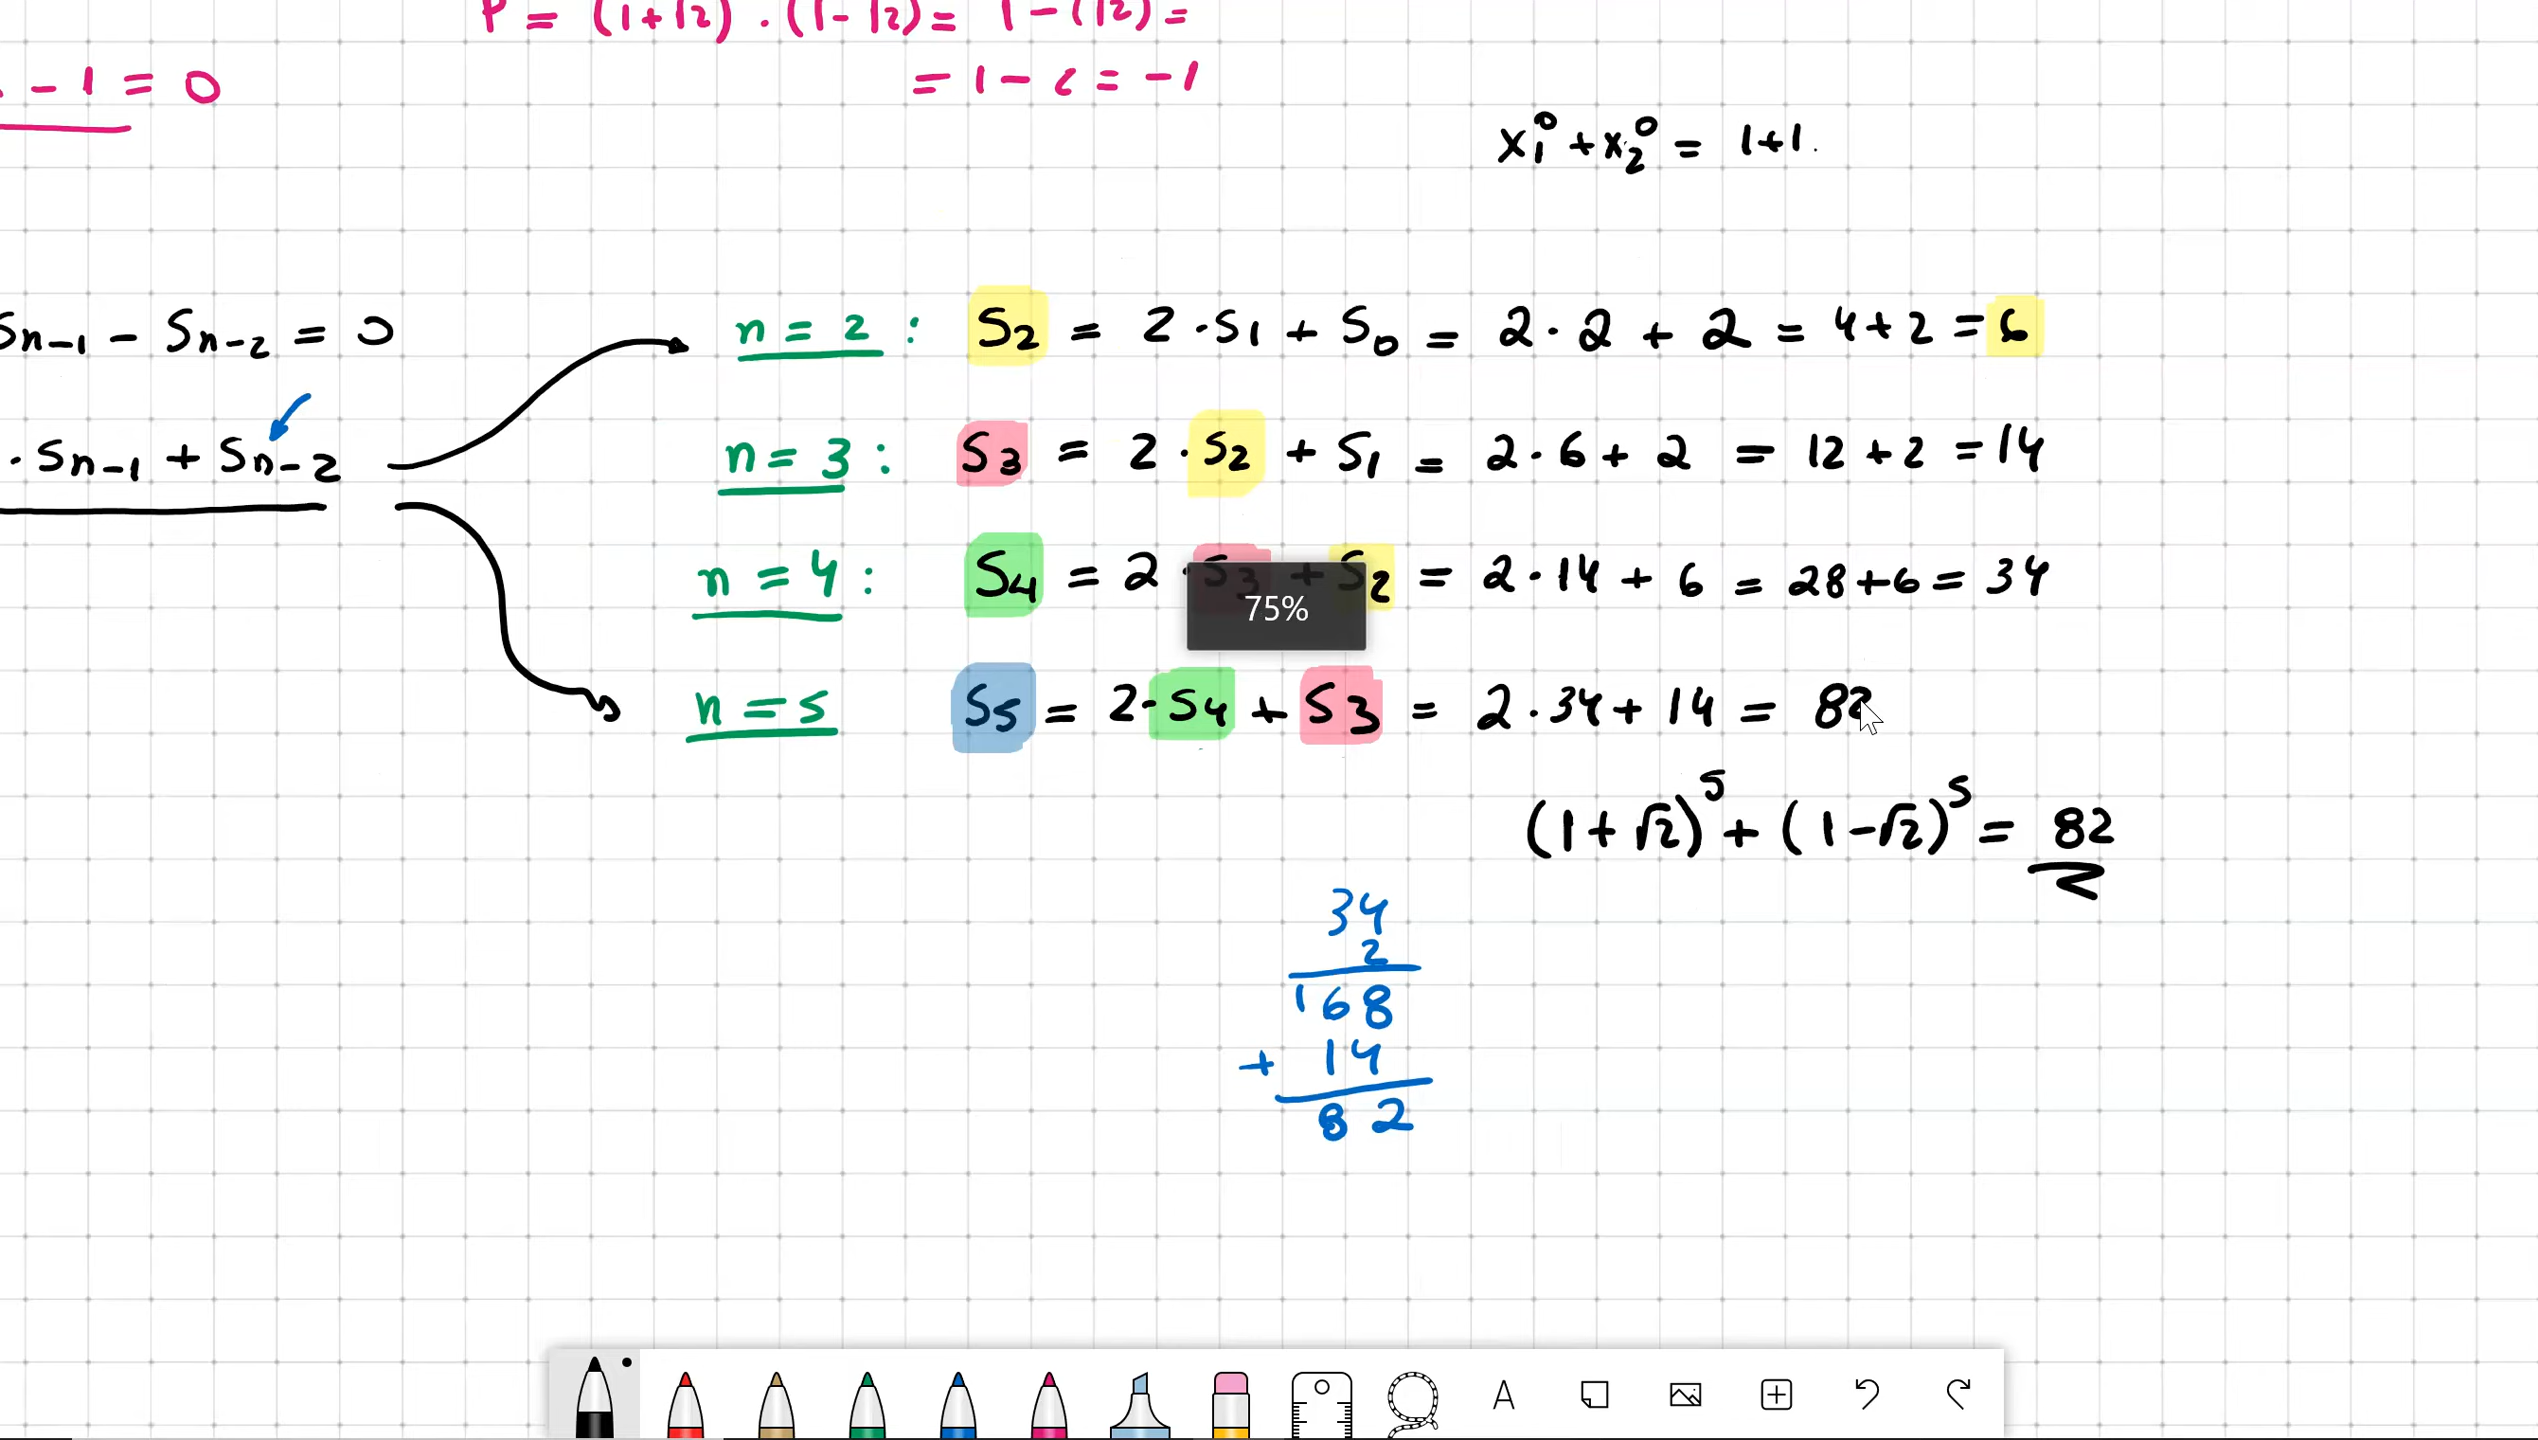 P = (1+√2) · (1-√2) = 1-(√2) =
- 1 = 0
= 1 - 2 = -1
x₁⁰ + x₂⁰ = 1+1.
Sn-1 - Sn-2 = 0
n = 2 : S₂ = 2 · S₁ + S₀ = 2 · 2 + 2 = 4+2 = 6
· Sn-1 + Sn-2
n = 3 : S₃ = 2 · S₂ + S₁ = 2 · 6 + 2 = 12 + 2 = 14
n = 4 : S₄ = 2 · S₃ + S₂ = 2 · 14 + 6 = 28+6 = 34
75%
n = 5 S₅ = 2 · S₄ + S₃ = 2 · 34 + 14 = 82
(1+√2)⁵ + (1-√2)⁵ = 82
34
2
168
+ 14
82
A